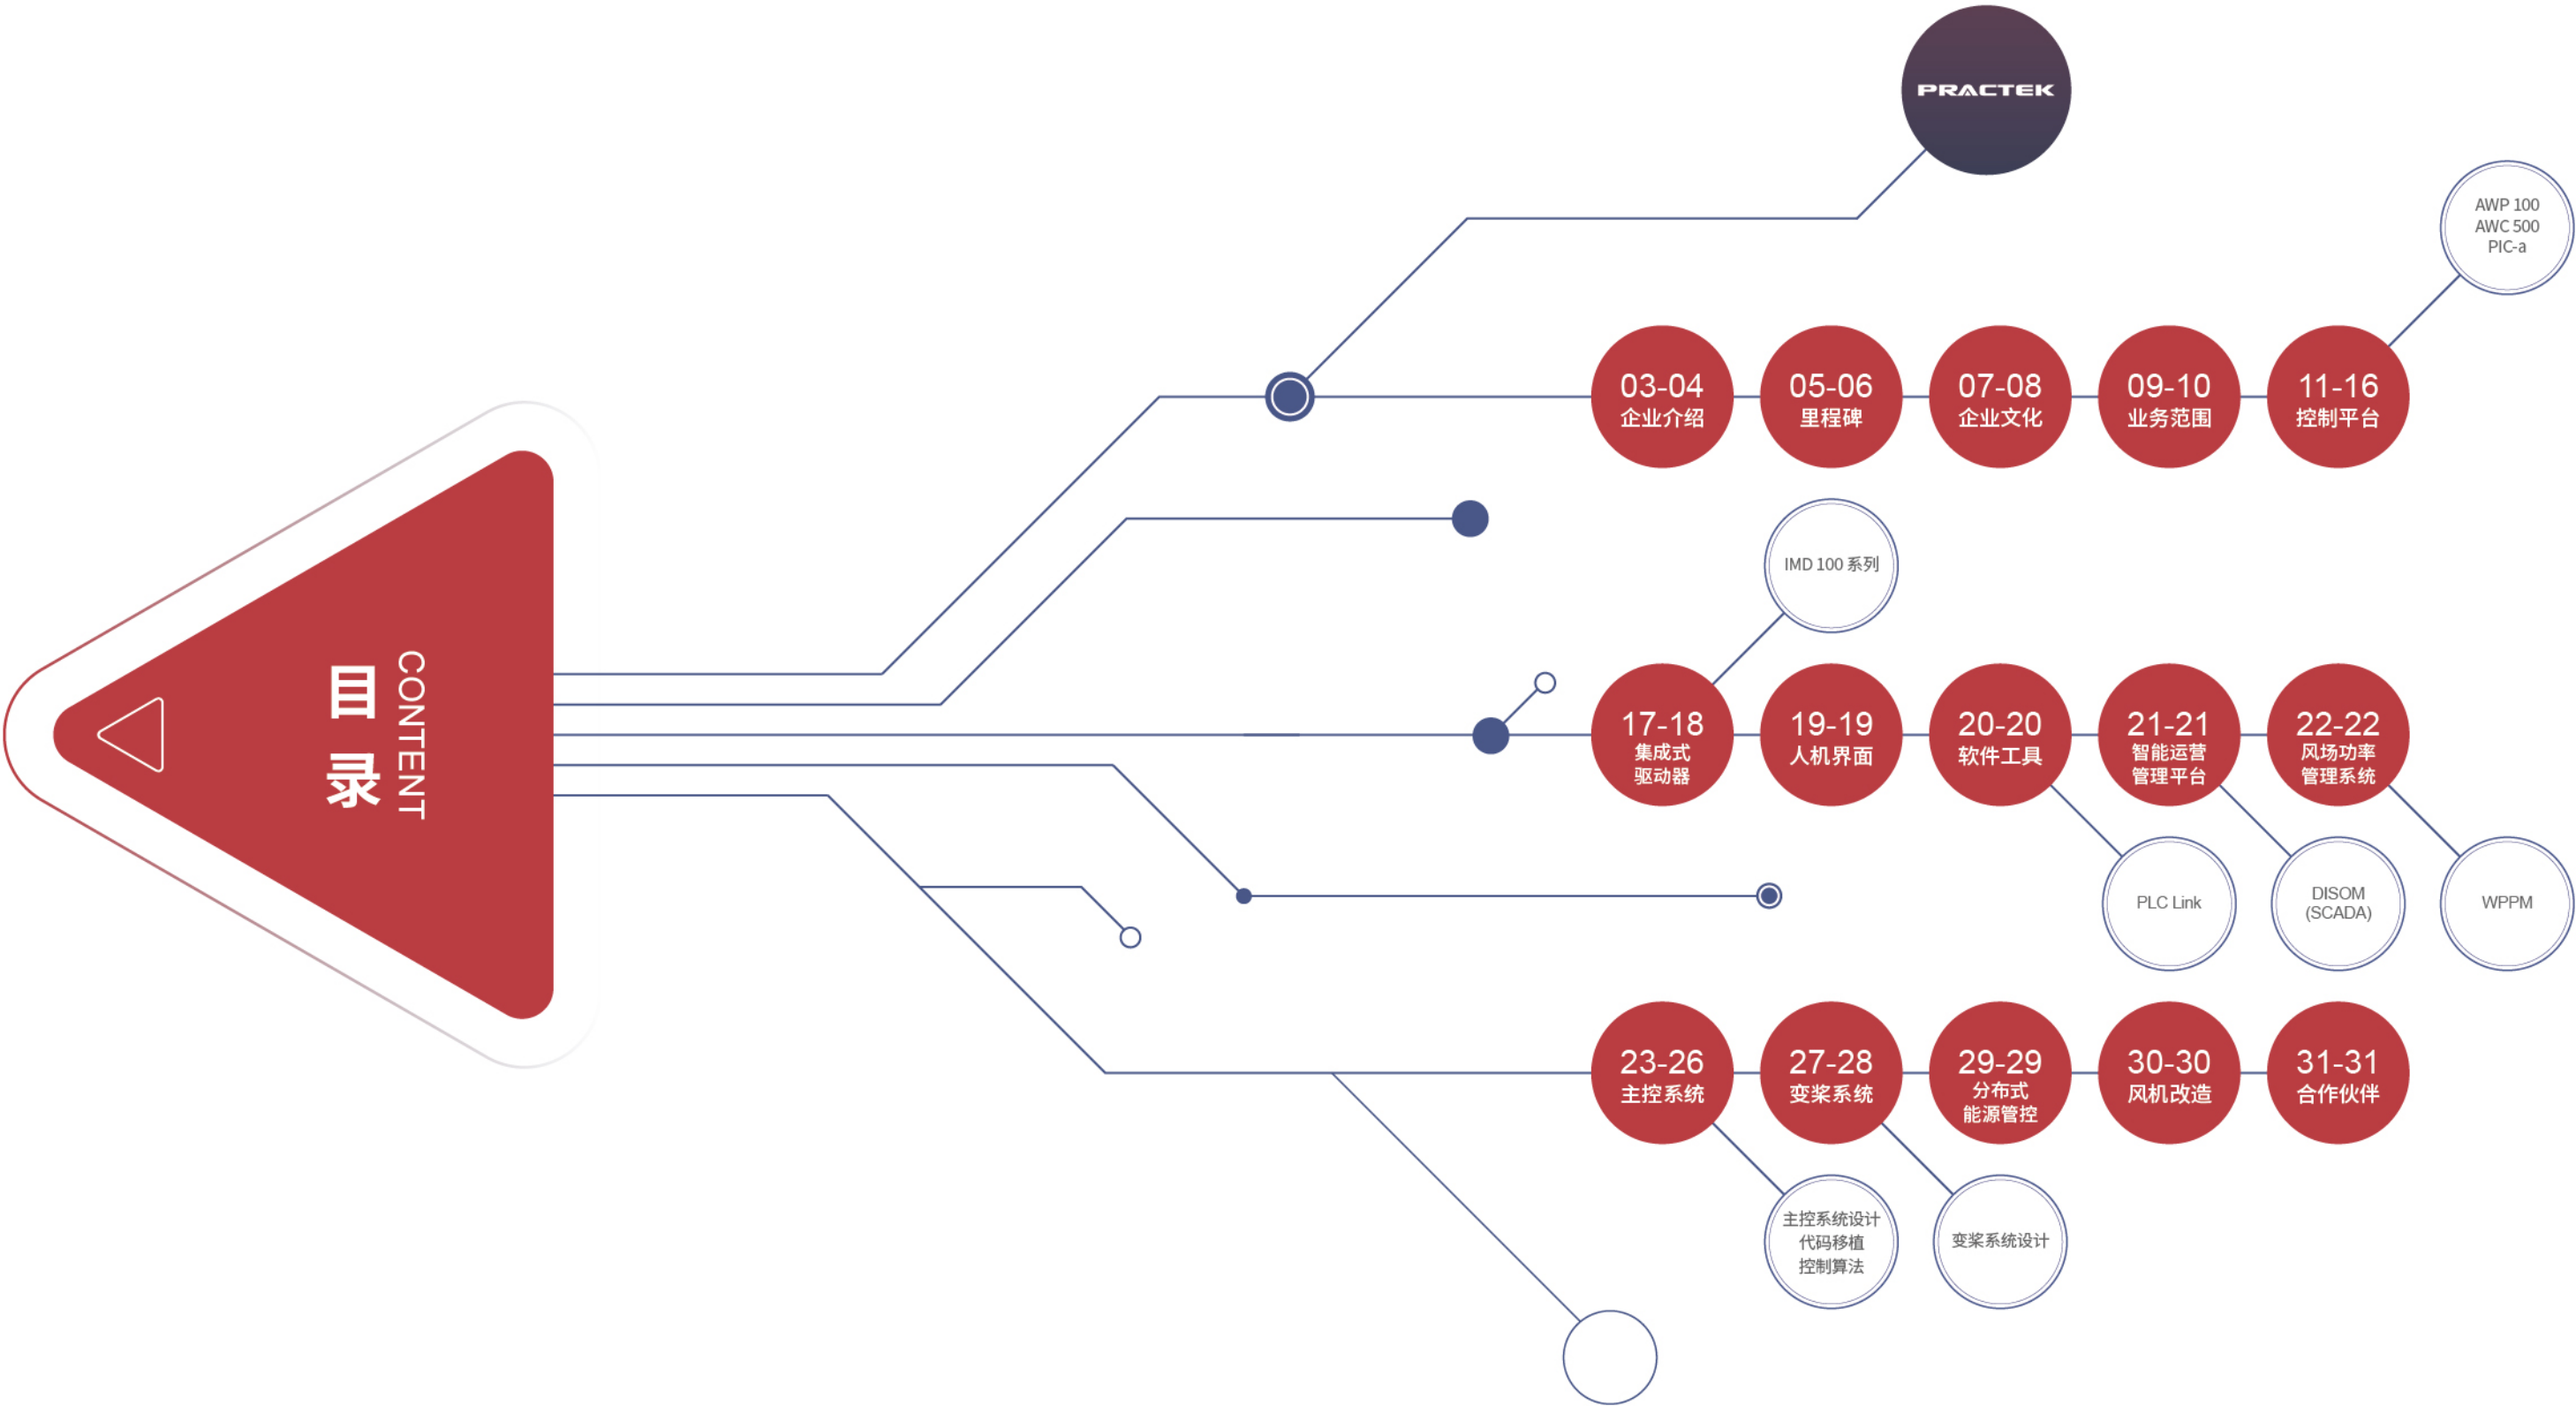 目录
CONTENT
PRACTEK
AWP 100
AWC 500
PIC-a
03-04
企业介绍
05-06
里程碑
07-08
企业文化
09-10
业务范围
11-16
控制平台
IMD 100 系列
17-18
集成式
驱动器
19-19
人机界面
20-20
软件工具
21-21
智能运营
管理平台
22-22
风场功率
管理系统
PLC Link
DISOM
(SCADA)
WPPM
23-26
主控系统
27-28
变桨系统
29-29
分布式
能源管控
30-30
风机改造
31-31
合作伙伴
主控系统设计
代码移植
控制算法
变桨系统设计